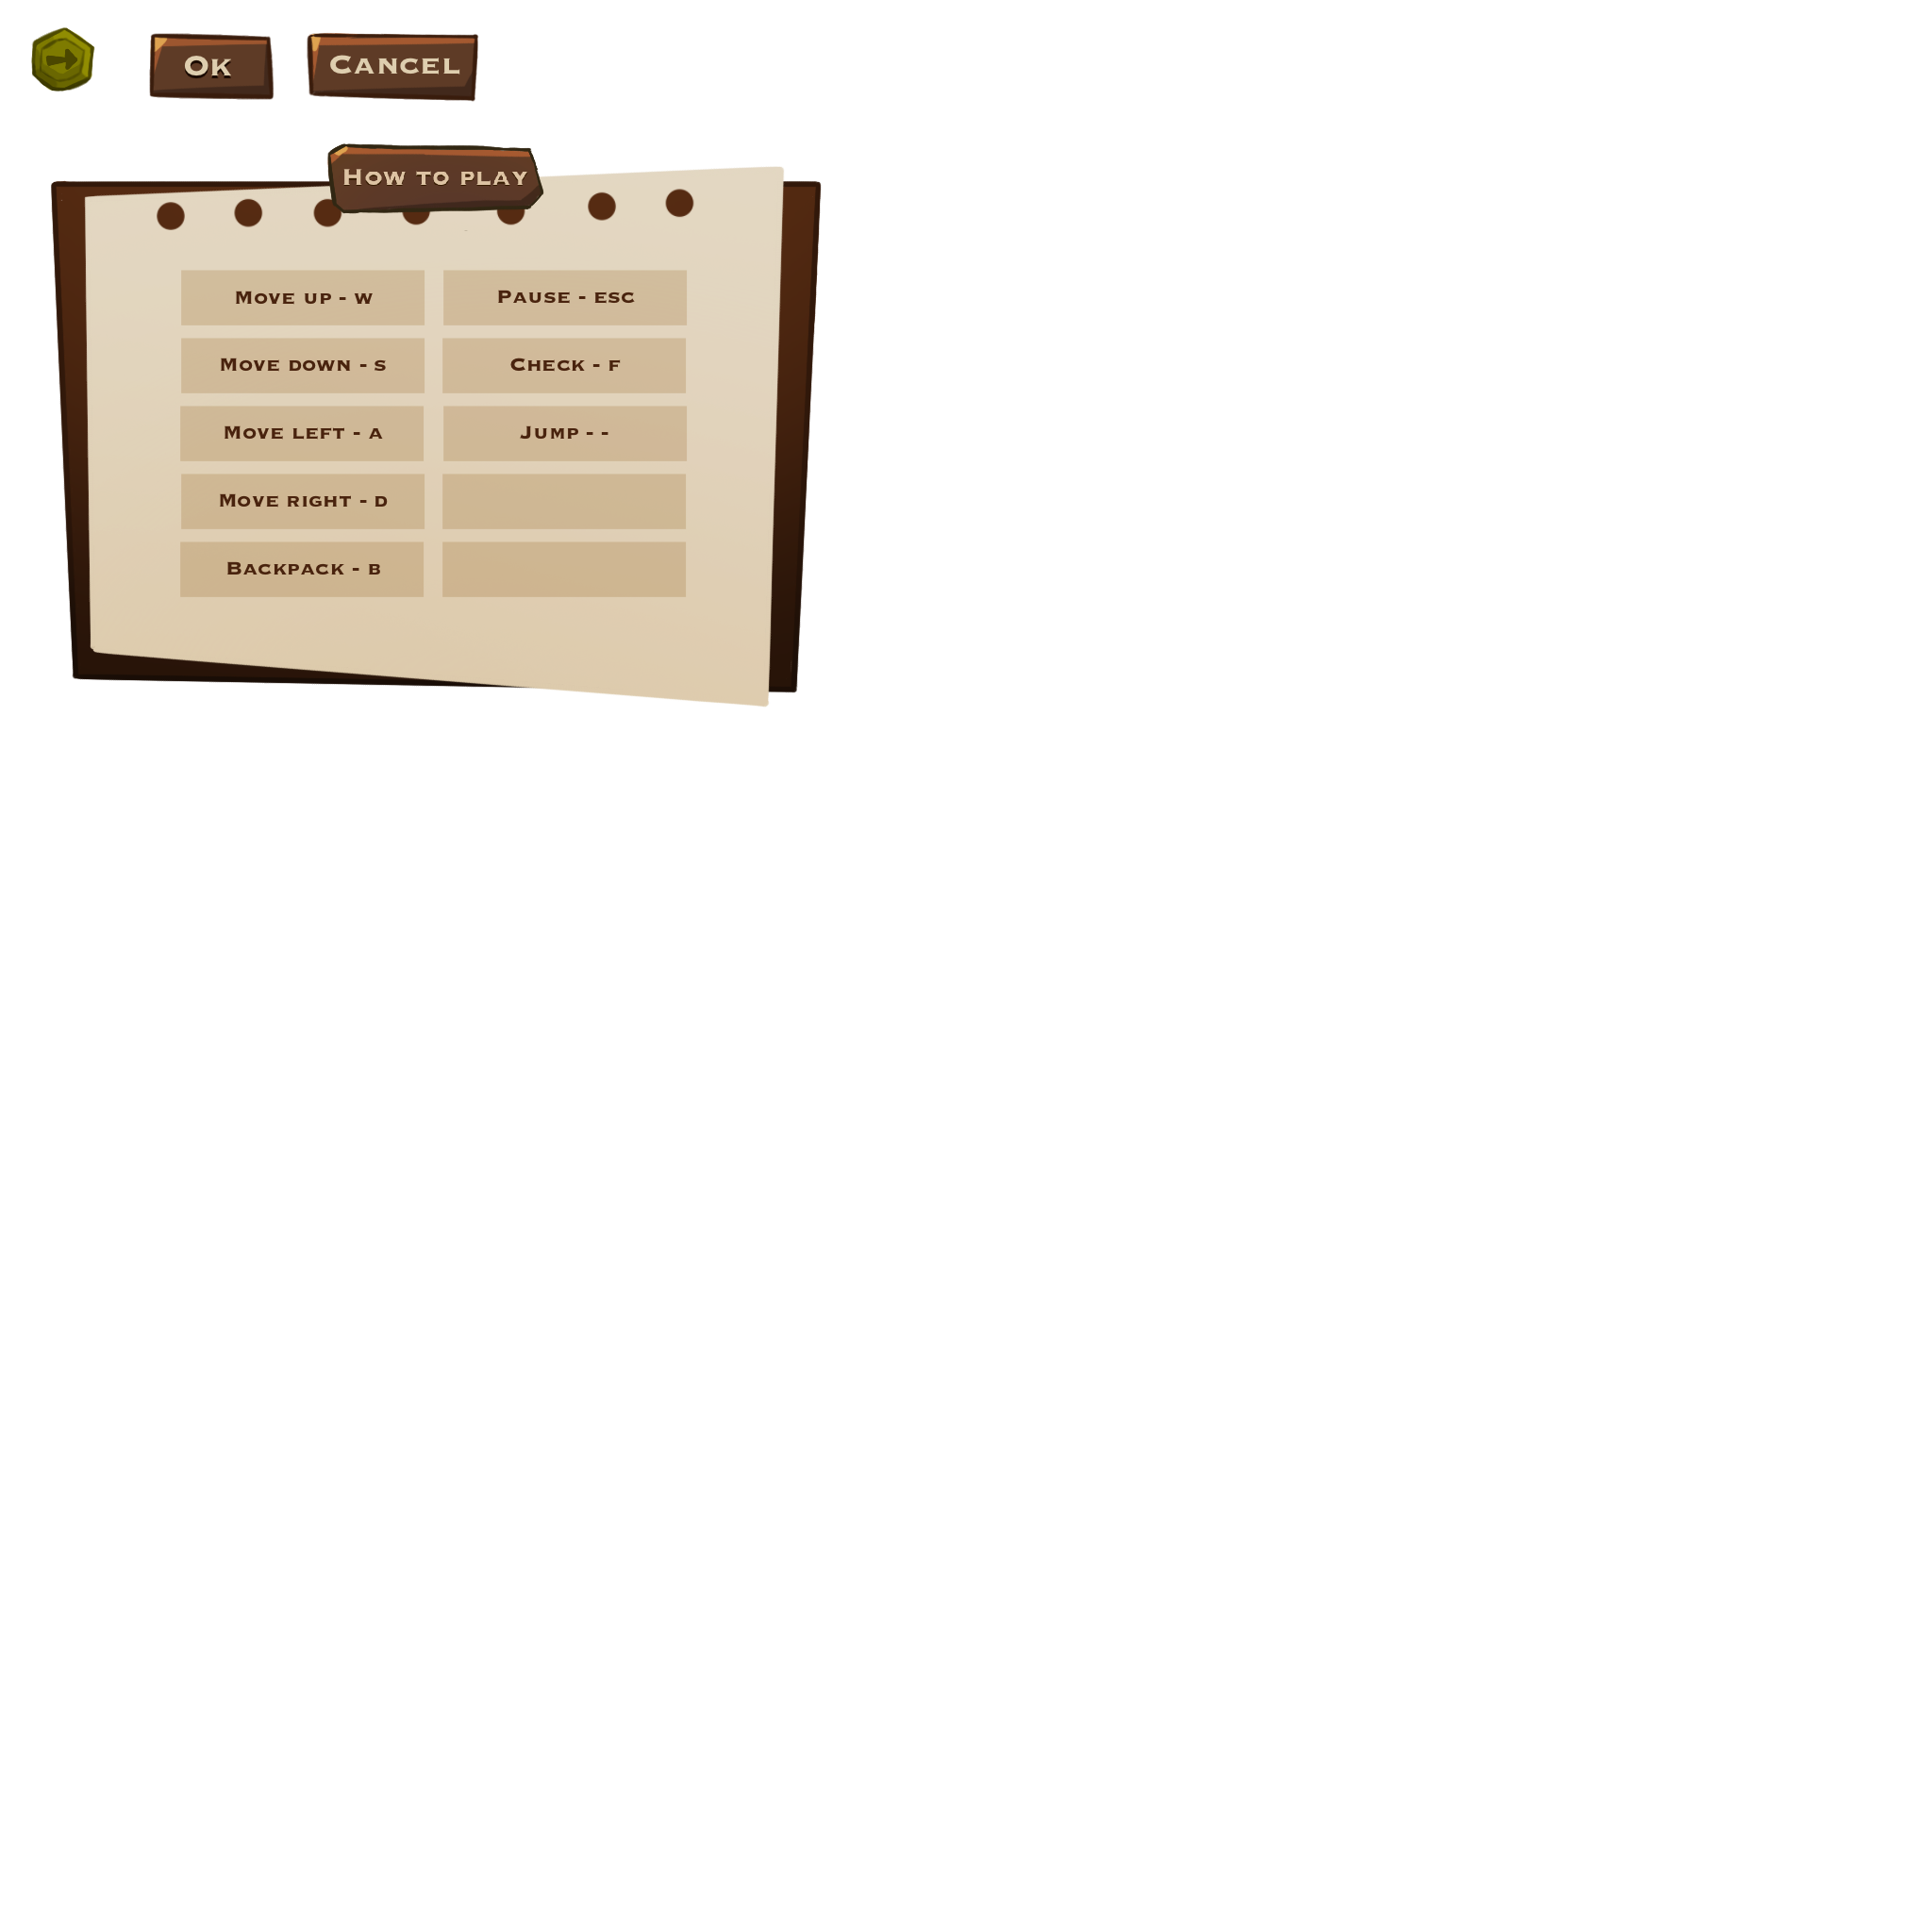 Ok
Cancel
How to play
Move up - w
Pause - esc
Move down - s
Check - f
Move left - a
Jump - -
Move right - d
Backpack - b